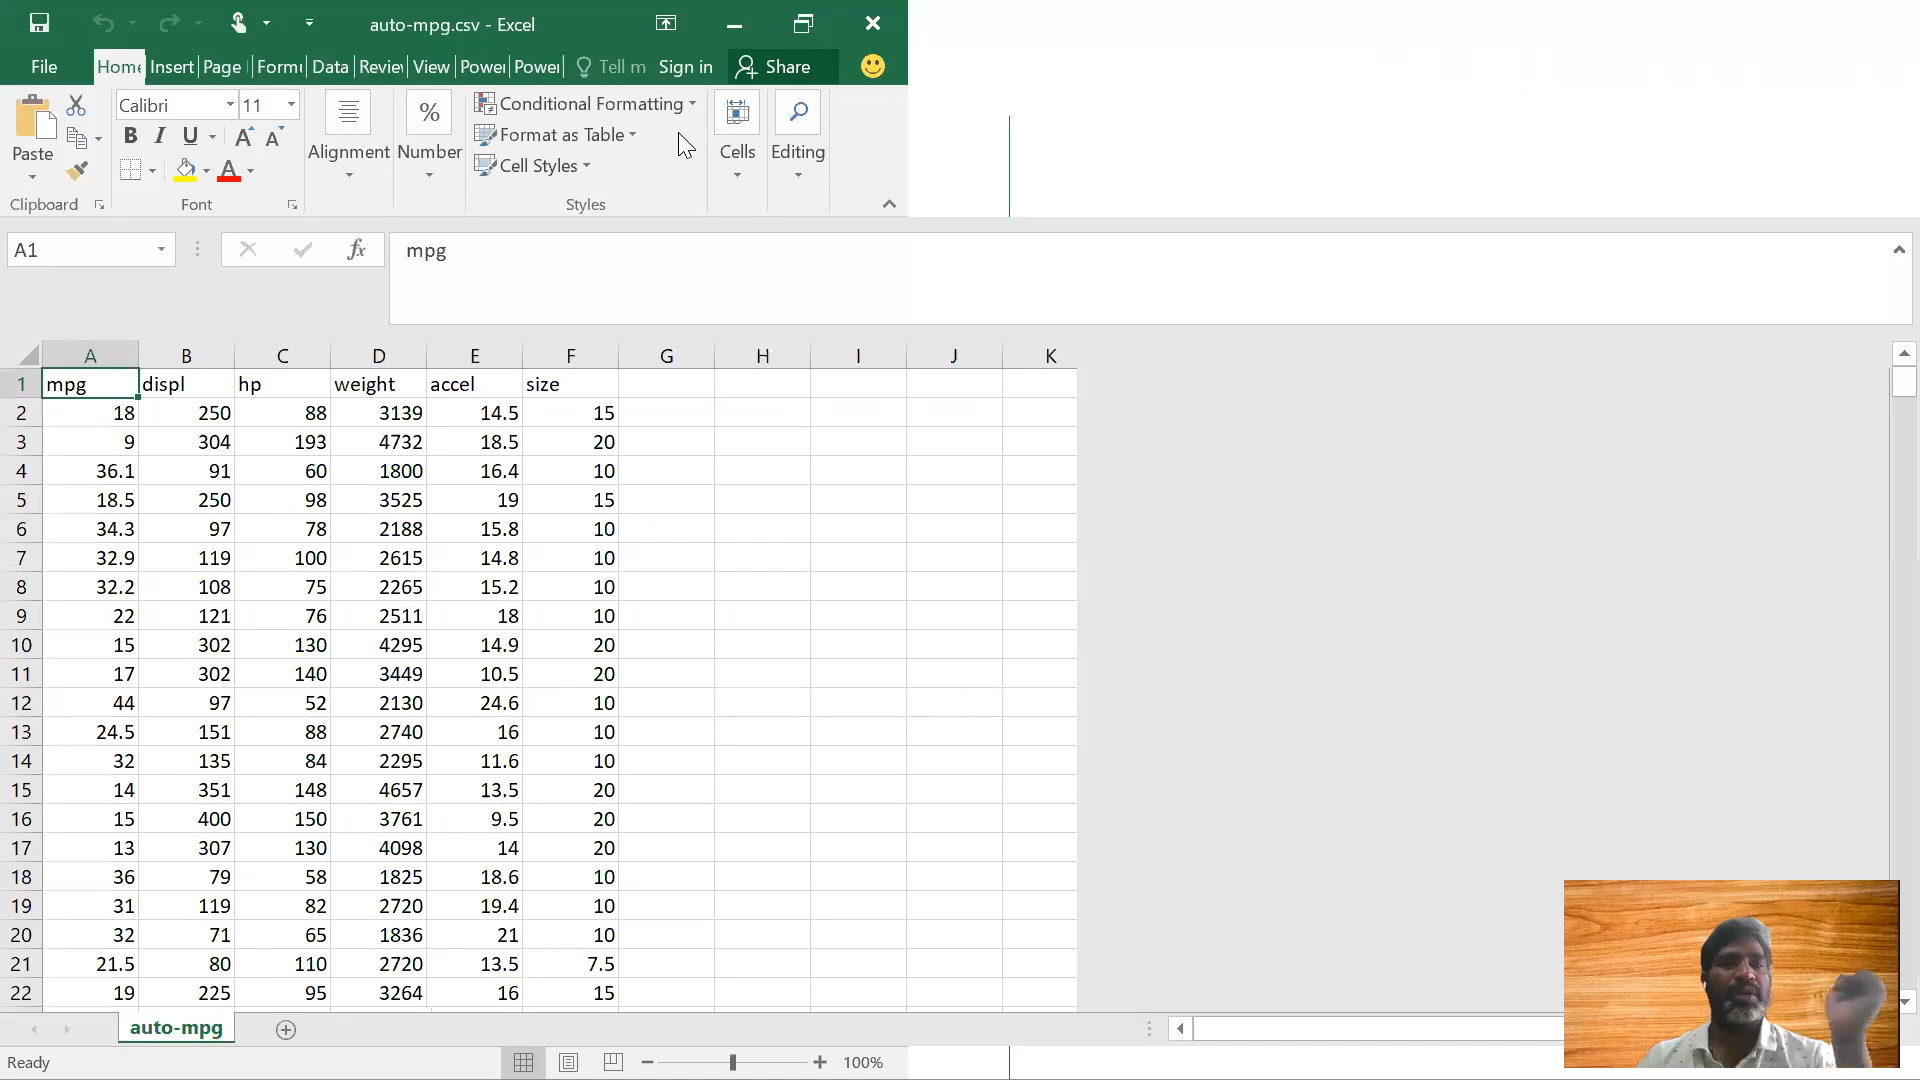 auto-mpg.csv - Excel
File Home Insert Page Formu Data Review View Power Power Tell m Sign in Share
Paste
Clipboard
Calibri 11
B I U A A
A
Font
Alignment
%
Number
Conditional Formatting
Format as Table
Cell Styles
Styles
Cells
Editing
A1 fx mpg
A B C D E F G H I J K
1 mpg displ hp weight accel size
2 18 250 88 3139 14.5 15
3 9 304 193 4732 18.5 20
4 36.1 91 60 1800 16.4 10
5 18.5 250 98 3525 19 15
6 34.3 97 78 2188 15.8 10
7 32.9 119 100 2615 14.8 10
8 32.2 108 75 2265 15.2 10
9 22 121 76 2511 18 10
10 15 302 130 4295 14.9 20
11 17 302 140 3449 10.5 20
12 44 97 52 2130 24.6 10
13 24.5 151 88 2740 16 10
14 32 135 84 2295 11.6 10
15 14 351 148 4657 13.5 20
16 15 400 150 3761 9.5 20
17 13 307 130 4098 14 20
18 36 79 58 1825 18.6 10
19 31 119 82 2720 19.4 10
20 32 71 65 1836 21 10
21 21.5 80 110 2720 13.5 7.5
22 19 225 95 3264 16 15
auto-mpg
Ready 100%